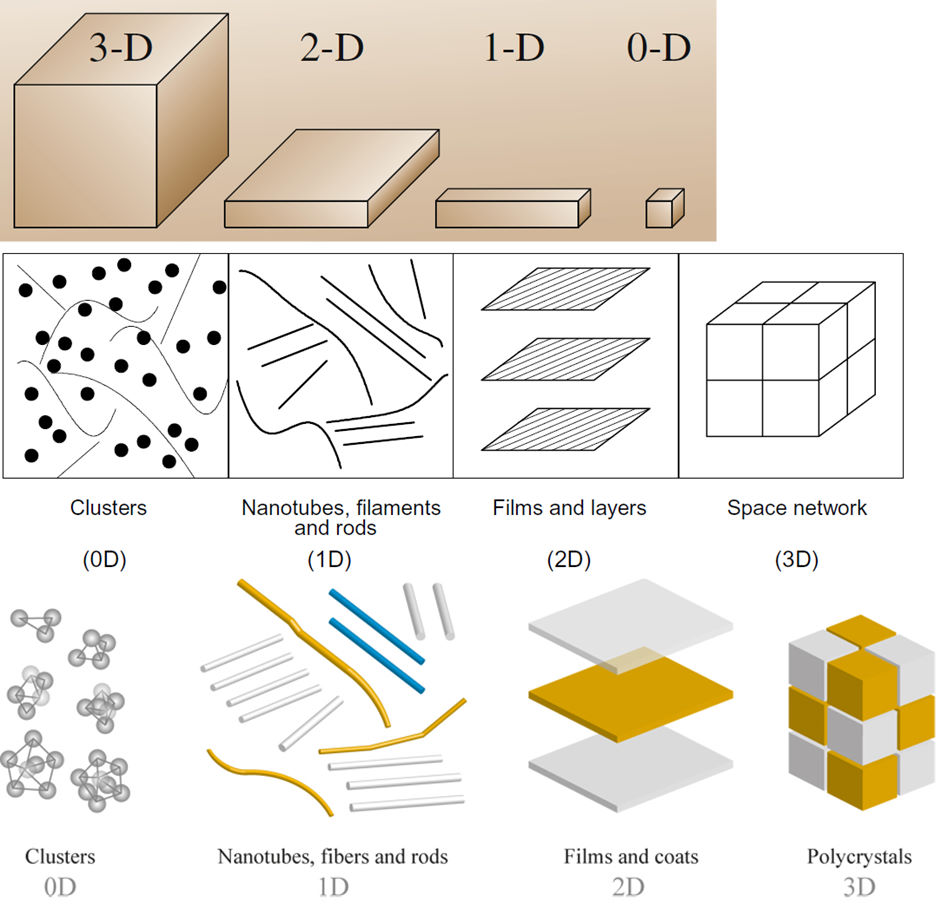 3-D 2-D 1-D 0-D
Clusters
Nanotubes, filaments
and rods
Films and layers
Space network
(0D) (1D) (2D) (3D)
Clusters
Nanotubes, fibers and rods
Films and coats
Polycrystals
0D 1D 2D 3D